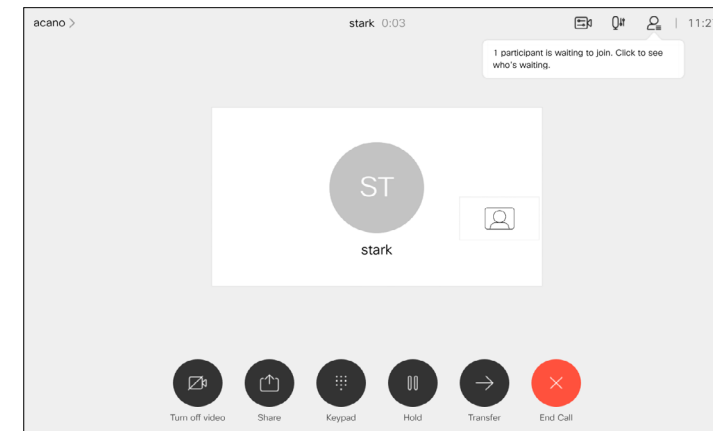 acano >
stark 0:03
11:2
1 participant is waiting to join. Click to see
who's waiting.
ST
stark
Turn off video
Share
Keypad
Hold
Transfer
End Call